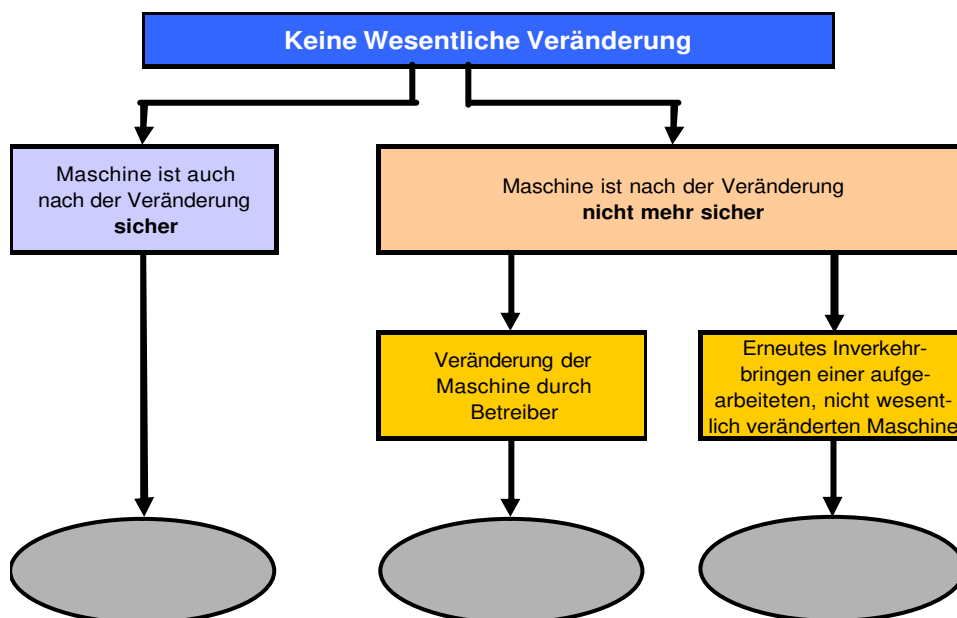 Keine Wesentliche Veränderung
Maschine ist auch
nach der Veränderung
sicher
Maschine ist nach der Veränderung
nicht mehr sicher
Veränderung der
Maschine durch
Betreiber
Erneutes Inverkehr-
bringen einer aufge-
arbeiteten, nicht wesent-
lich veränderten Maschine